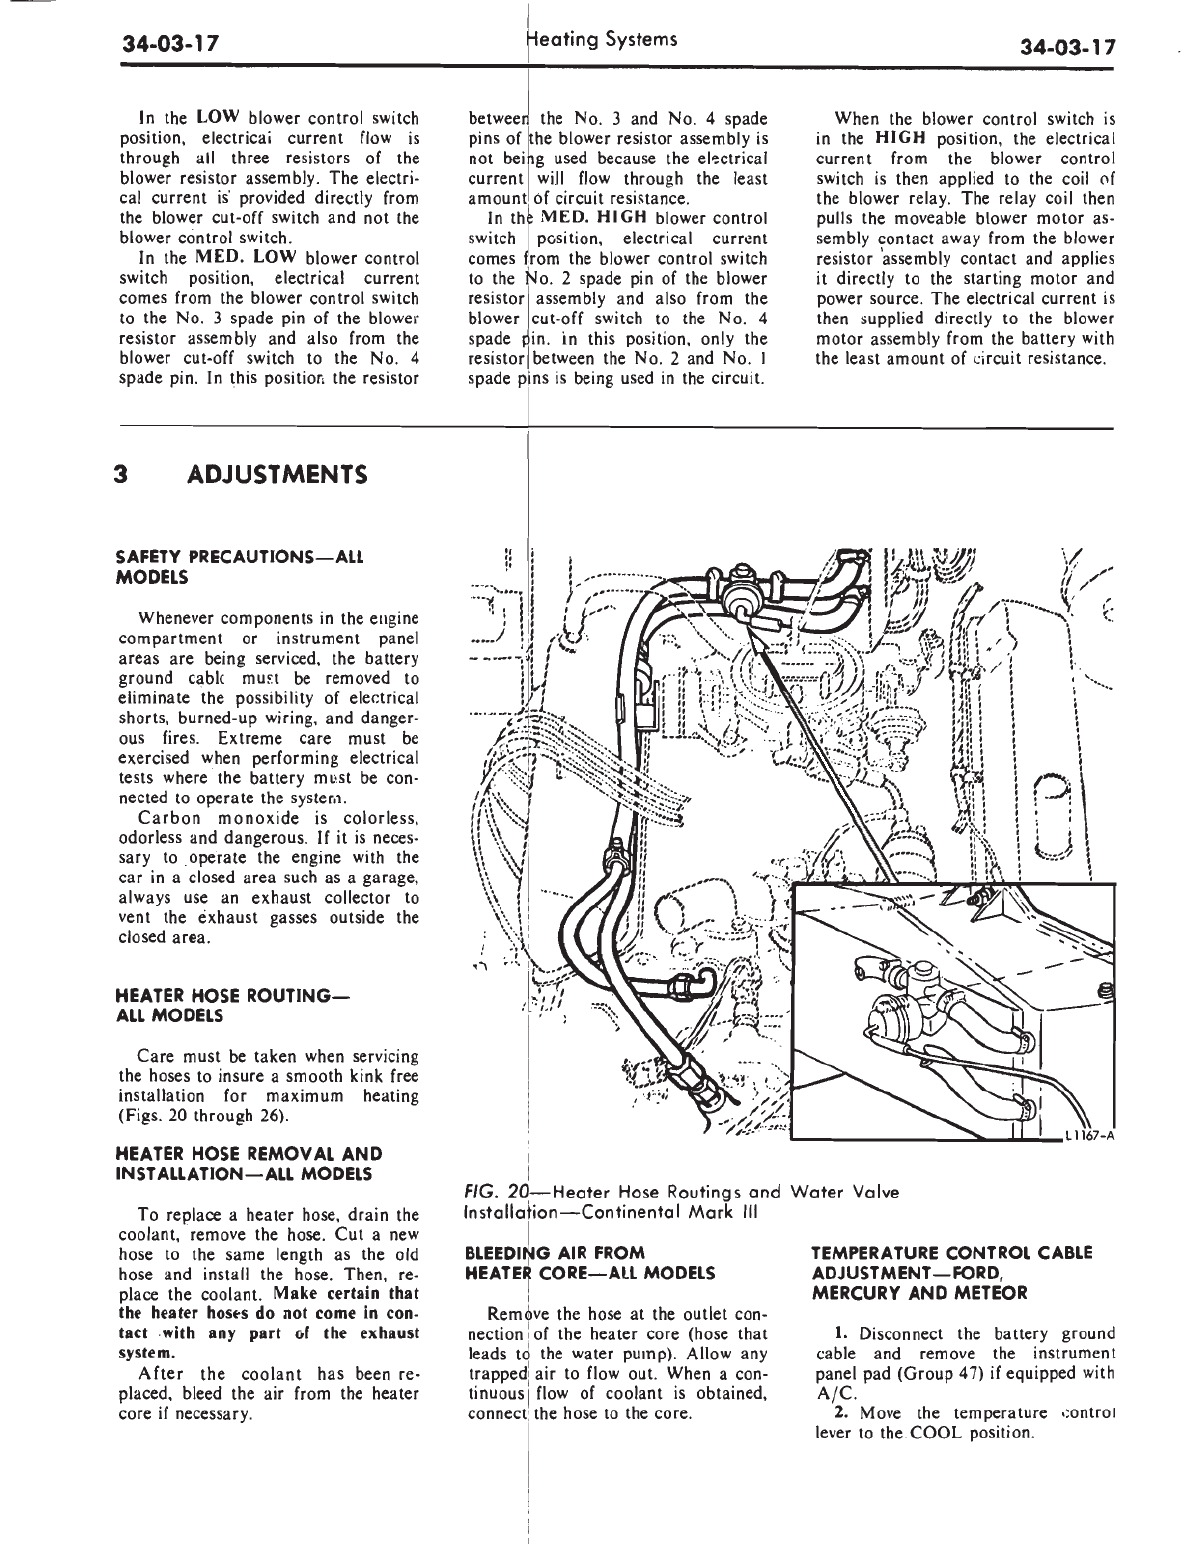 34-03-17
Heating Systems
34-03-17
In the LOW blower control switch
position, electrical current flow is
through all three resistors of the
blower resistor assembly. The electri-
cal current is provided directly from
the blower cut-off switch and not the
blower control switch.
In the MED. LOW blower control
switch position, electrical current
comes from the blower control switch
to the No. 3 spade pin of the blower
resistor assembly and also from the
blower cut-off switch to the No. 4
spade pin. In this position the resistor
between the No. 3 and No. 4 spade
pins of the blower resistor assembly is
not being used because the electrical
current will flow through the least
amount of circuit resistance.
In the MED. HIGH blower control
switch position, electrical current
comes from the blower control switch
to the No. 2 spade pin of the blower
resistor assembly and also from the
blower cut-off switch to the No. 4
spade pin. In this position, only the
resistor between the No. 2 and No. 1
spade pins is being used in the circuit.
When the blower control switch is
in the HIGH position, the electrical
current from the blower control
switch is then applied to the coil of
the blower relay. The relay coil then
pulls the moveable blower motor as-
sembly contact away from the blower
resistor assembly contact and applies
it directly to the starting motor and
power source. The electrical current is
then supplied directly to the blower
motor assembly from the battery with
the least amount of circuit resistance.
3 ADJUSTMENTS
SAFETY PRECAUTIONS—ALL
MODELS
Whenever components in the engine
compartment or instrument panel
areas are being serviced, the battery
ground cable must be removed to
eliminate the possibility of electrical
shorts, burned-up wiring, and danger-
ous fires. Extreme care must be
exercised when performing electrical
tests where the battery must be con-
nected to operate the system.
Carbon monoxide is colorless,
odorless and dangerous. If it is neces-
sary to operate the engine with the
car in a closed area such as a garage,
always use an exhaust collector to
vent the exhaust gasses outside the
closed area.
HEATER HOSE ROUTING—
ALL MODELS
Care must be taken when servicing
the hoses to insure a smooth kink free
installation for maximum heating
(Figs. 20 through 26).
HEATER HOSE REMOVAL AND
INSTALLATION—ALL MODELS
To replace a heater hose, drain the
coolant, remove the hose. Cut a new
hose to the same length as the old
hose and install the hose. Then, re-
place the coolant. Make certain that
the heater hoses do not come in con-
tact with any part of the exhaust
system.
After the coolant has been re-
placed, bleed the air from the heater
core if necessary.
L1167-A
FIG. 20—Heater Hose Routings and Water Valve
Installation—Continental Mark III
BLEEDING AIR FROM
HEATER CORE—ALL MODELS
Remove the hose at the outlet con-
nection of the heater core (hose that
leads to the water pump). Allow any
trapped air to flow out. When a con-
tinuous flow of coolant is obtained,
connect the hose to the core.
TEMPERATURE CONTROL CABLE
ADJUSTMENT—FORD,
MERCURY AND METEOR
1. Disconnect the battery ground
cable and remove the instrument
panel pad (Group 47) if equipped with
A/C.
2. Move the temperature control
lever to the COOL position.